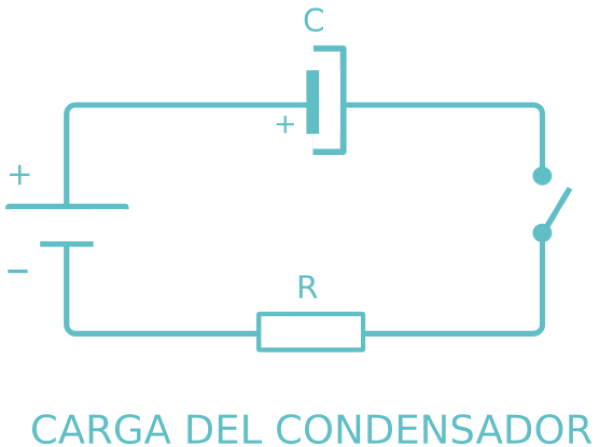 C
+
+
−
R
CARGA DEL CONDENSADOR